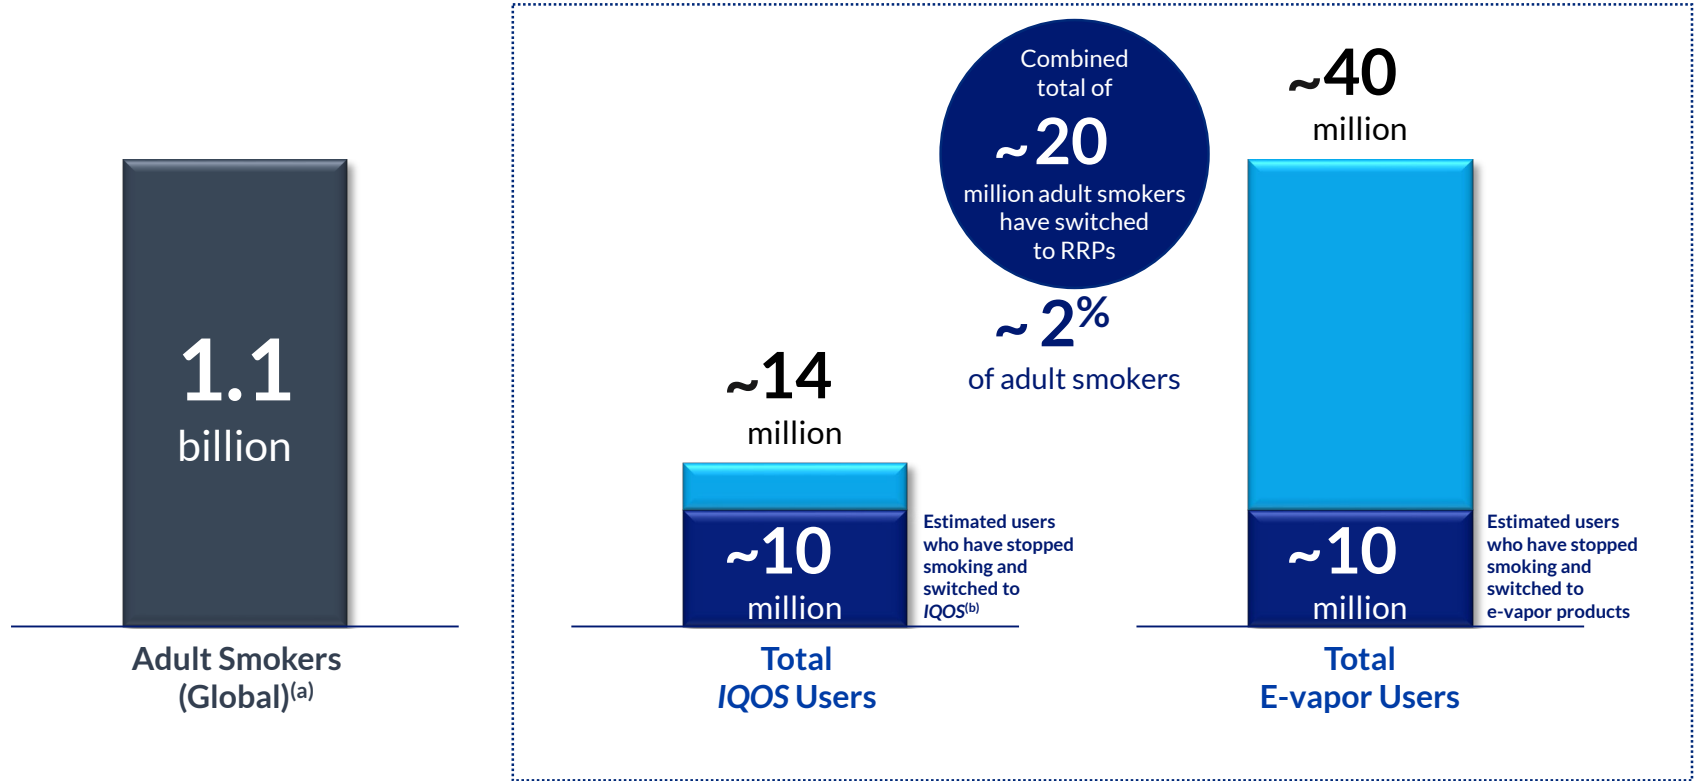 1.1
billion
Adult Smokers
(Global)(a)
~14
million
~10
million
Estimated users
who have stopped
smoking and
switched to
IQOS(b)
Total
IQOS Users
Combined
total of
~20
million adult smokers
have switched
to RRPs
~2%
of adult smokers
~40
million
~10
million
Estimated users
who have stopped
smoking and
switched to
e-vapor products
Total
E-vapor Users